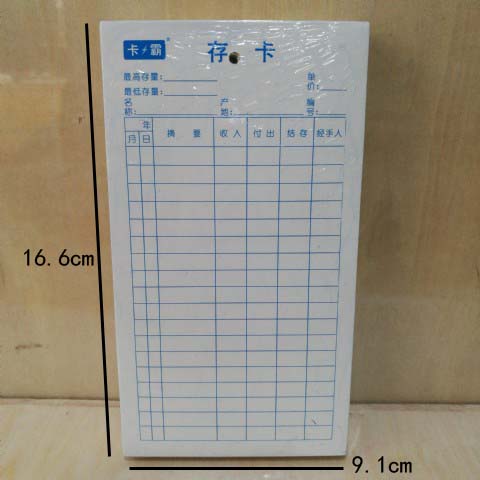 卡霸® 存 卡
最高存量: 单
最低存量: 价:
名 产 编
称: 地: 号:
年
月 日 摘 要 收入 付出 结存 经手人
16.6cm
9.1cm